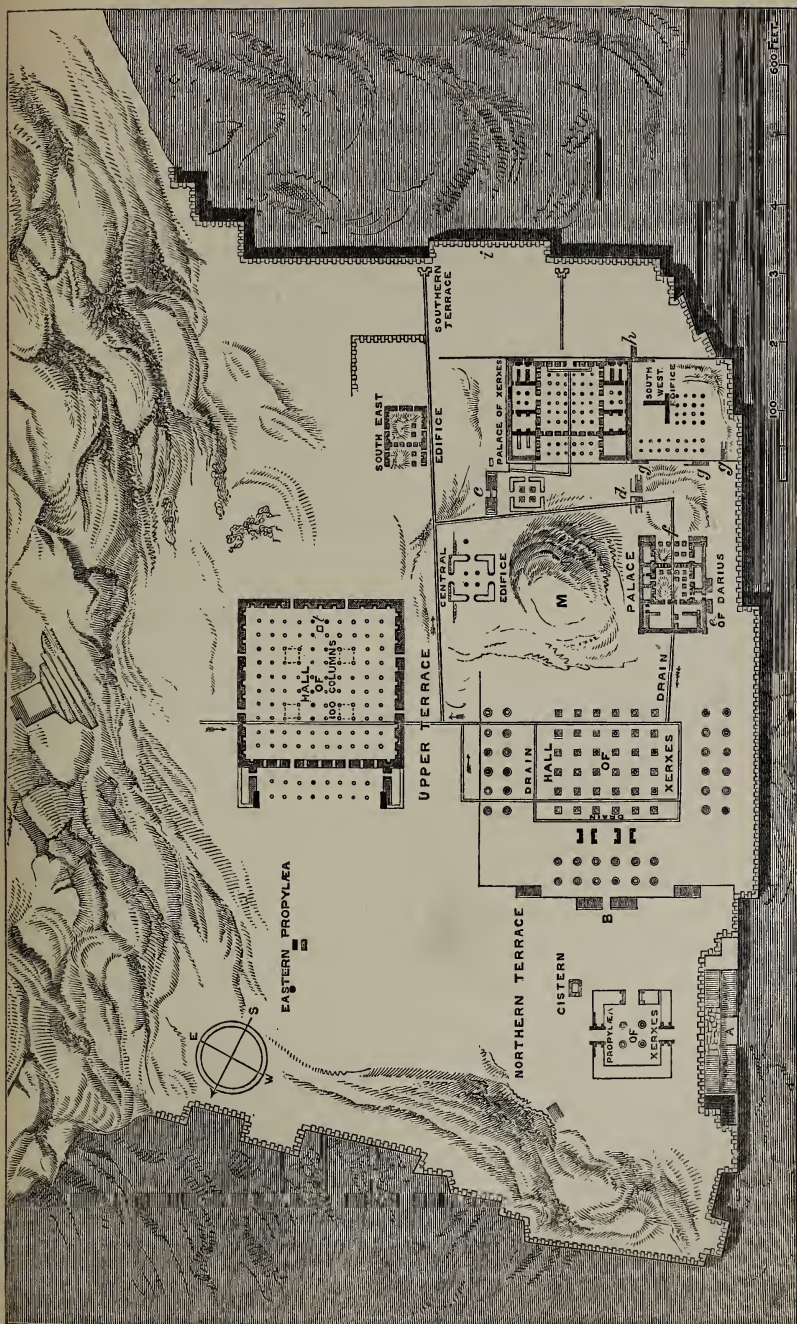 EASTERN PROPYLÆA
E
S
W
HALL
OF
100 COLUMNS
UPPER TERRACE
SOUTH EAST
EDIFICE
SOUTHERN
TERRACE
i
NORTHERN TERRACE
CISTERN
PROPYLÆA
OF
XERXES
A
B
DRAIN
HALL
OF
XERXES
DRAIN
DRAIN
CENTRAL
EDIFICE
M
PALACE
OF DARIUS
e
f
c
d
PALACE OF XERXES
SOUTH
WEST
EDIFICE
g
g
g
h
100
2
3
4
5
600 FEET